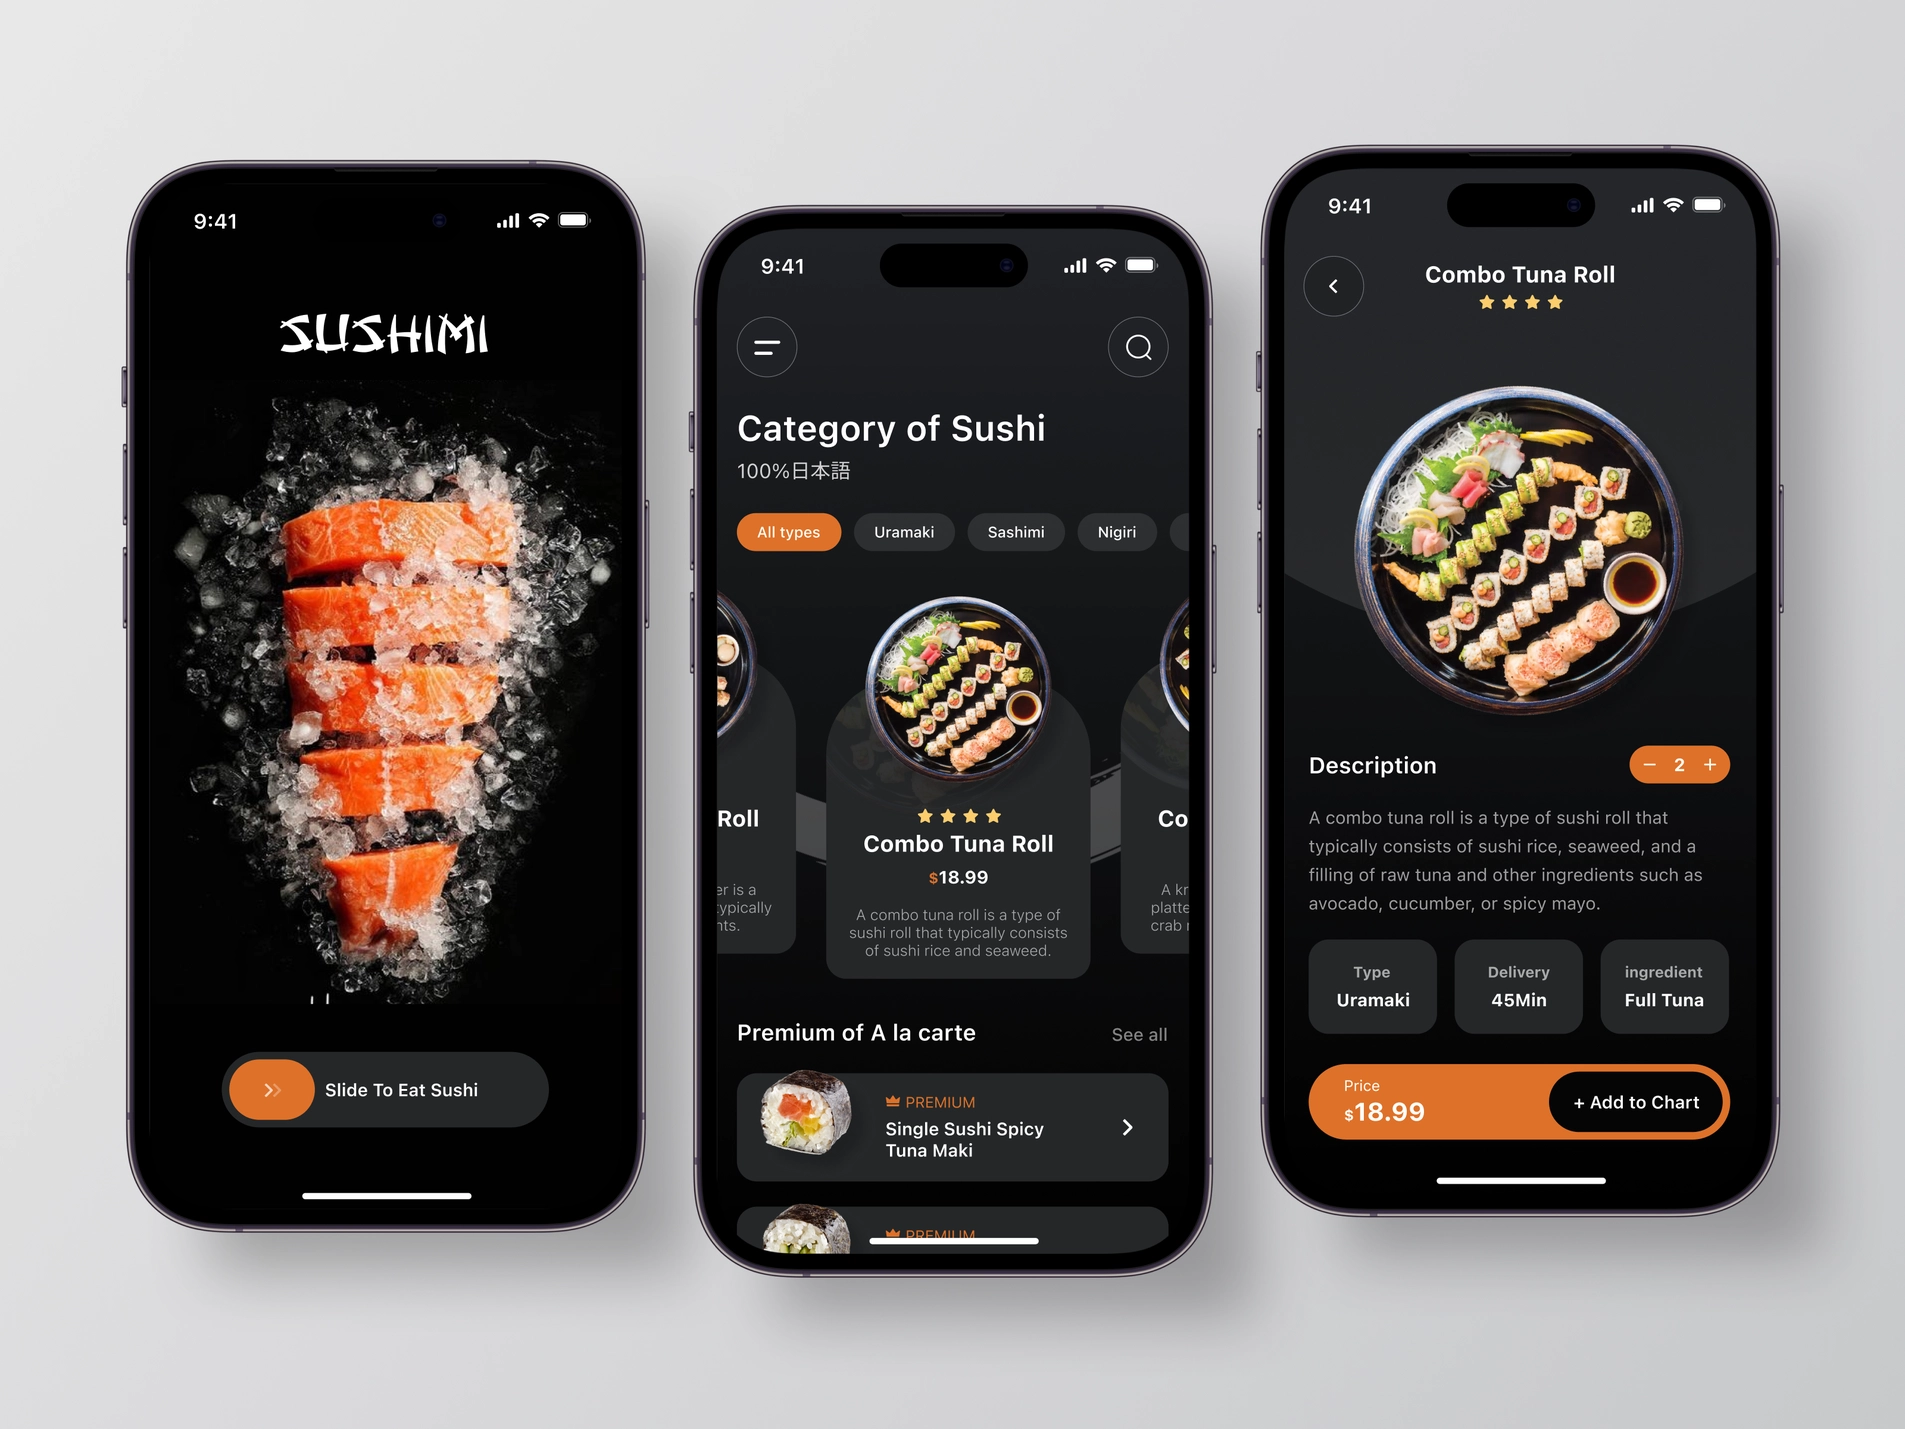 9:41
SUSHIMI
Slide To Eat Sushi
9:41
Category of Sushi
100%日本語
All types
Uramaki
Sashimi
Nigiri
Roll
er is a
typically
nts.
Combo Tuna Roll
$18.99
A combo tuna roll is a type of
sushi roll that typically consists
of sushi rice and seaweed.
Co
A kr
platte
crab
Premium of A la carte
See all
PREMIUM
Single Sushi Spicy
Tuna Maki
PREMIUM
9:41
Combo Tuna Roll
Description
− 2 +
A combo tuna roll is a type of sushi roll that
typically consists of sushi rice, seaweed, and a
filling of raw tuna and other ingredients such as
avocado, cucumber, or spicy mayo.
Type
Uramaki
Delivery
45Min
ingredient
Full Tuna
Price
$18.99
+ Add to Chart